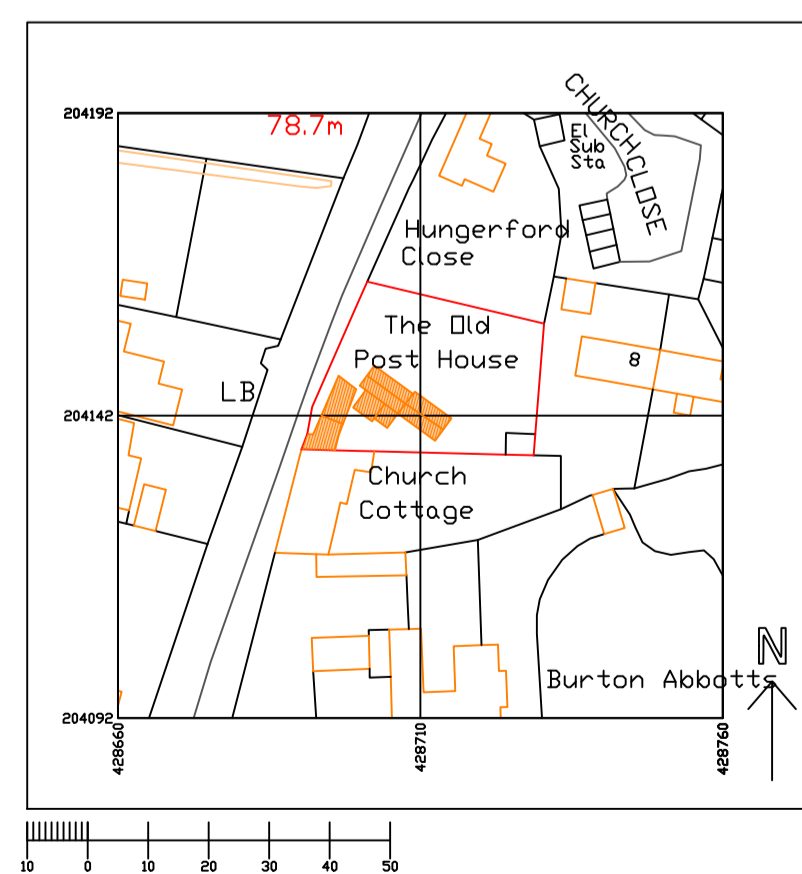 204192
78.7m
CHURCH CLOSE
El
Sub
Sta
Hungerford
Close
The Old
Post House
8
LB
204142
Church
Cottage
Burton Abbotts
N
204092
428660
428710
428760
10 0 10 20 30 40 50